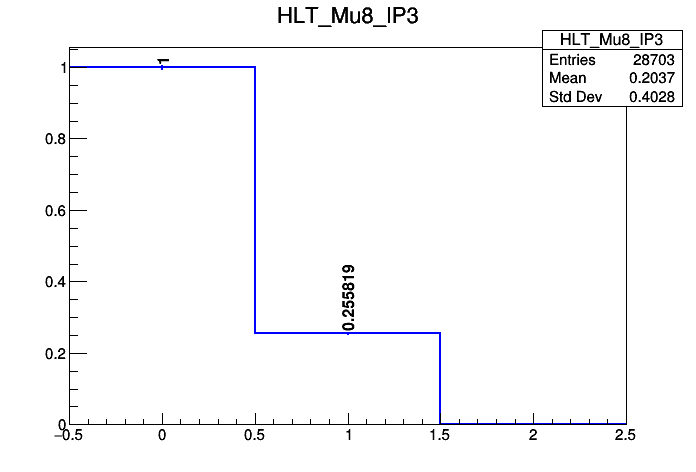 HLT_Mu8_IP3
HLT_Mu8_IP3
Entries 28703
Mean 0.2037
Std Dev 0.4028
1
0.8
0.6
0.4
0.2
0
1
0.255819
−0.5 0 0.5 1 1.5 2 2.5